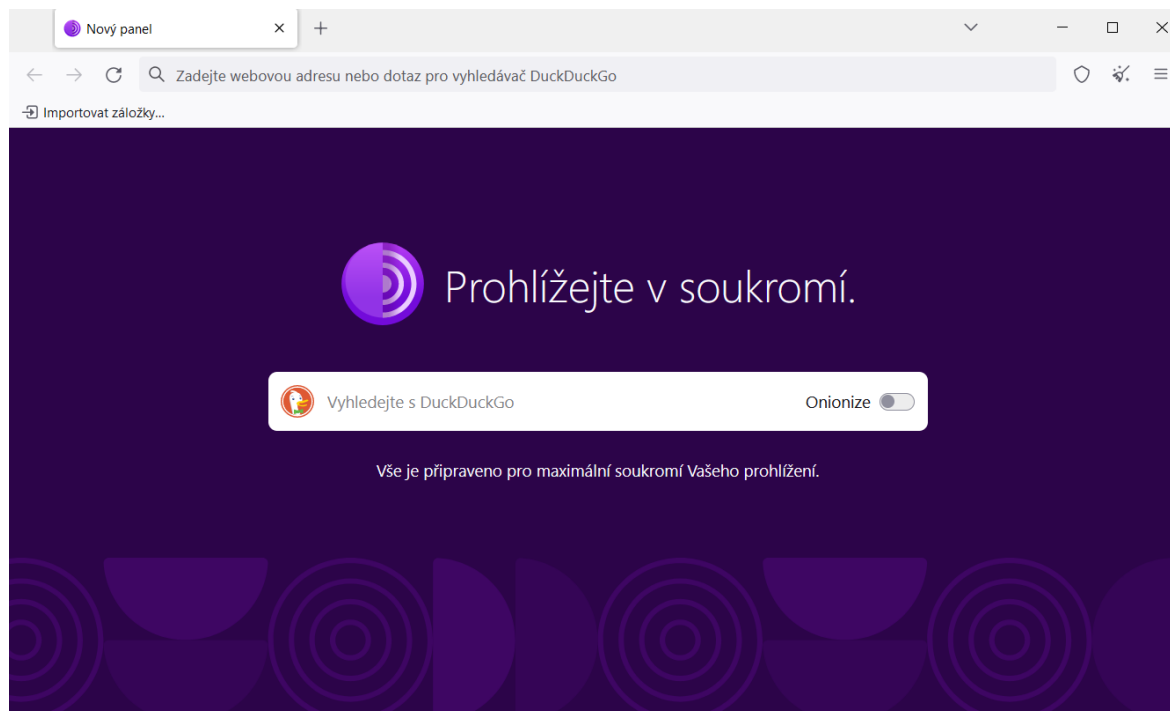 Nový panel
Zadejte webovou adresu nebo dotaz pro vyhledávač DuckDuckGo
Importovat záložky...
Prohlížejte v soukromí.
Vyhledejte s DuckDuckGo Onionize
Vše je připraveno pro maximální soukromí Vašeho prohlížení.